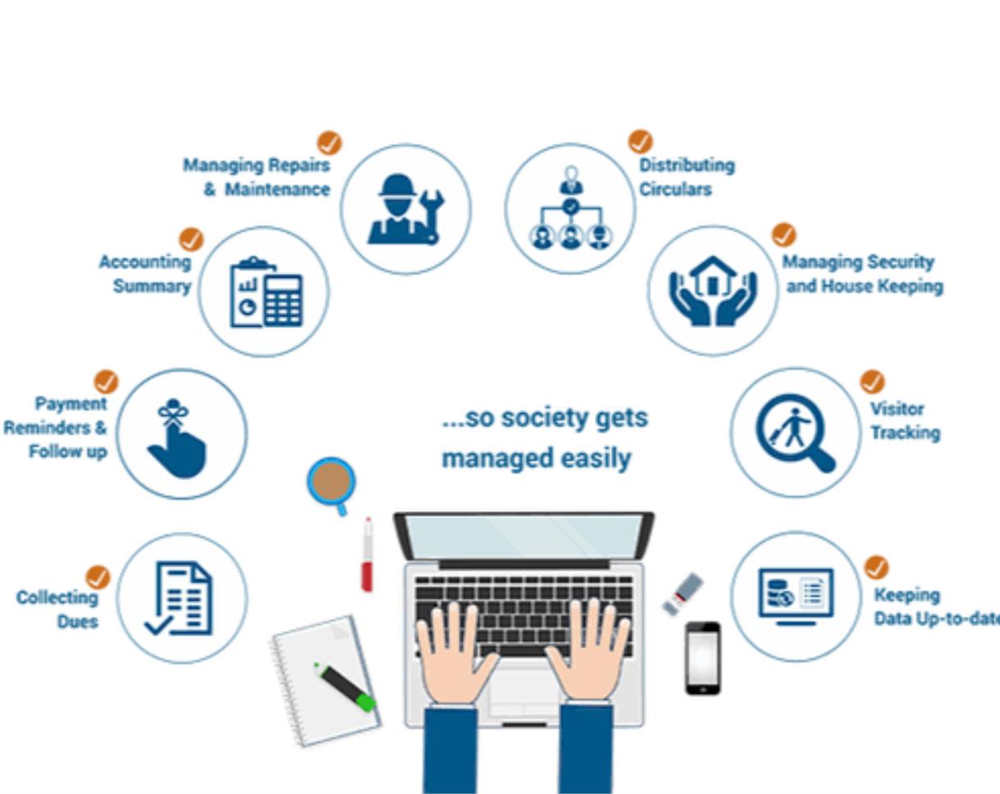 Managing Repairs
& Maintenance
Distributing
Circulars
Accounting
Summary
Managing Security
and House Keeping
Payment
Reminders &
Follow up
...so society gets
managed easily
Visitor
Tracking
Collecting
Dues
Keeping
Data Up-to-date